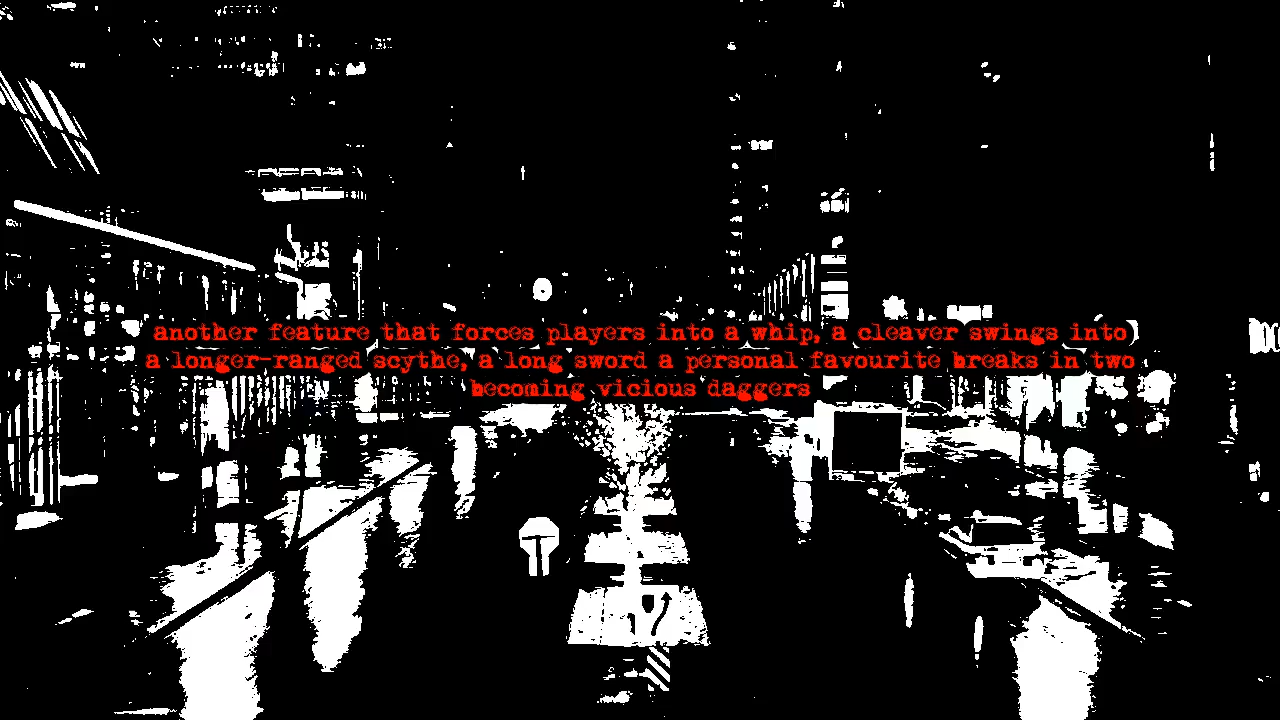 another feature that forces players into a whip, a cleaver swings into
a longer-ranged scythe, a long sword a personal favourite breaks in two
becoming vicious daggers